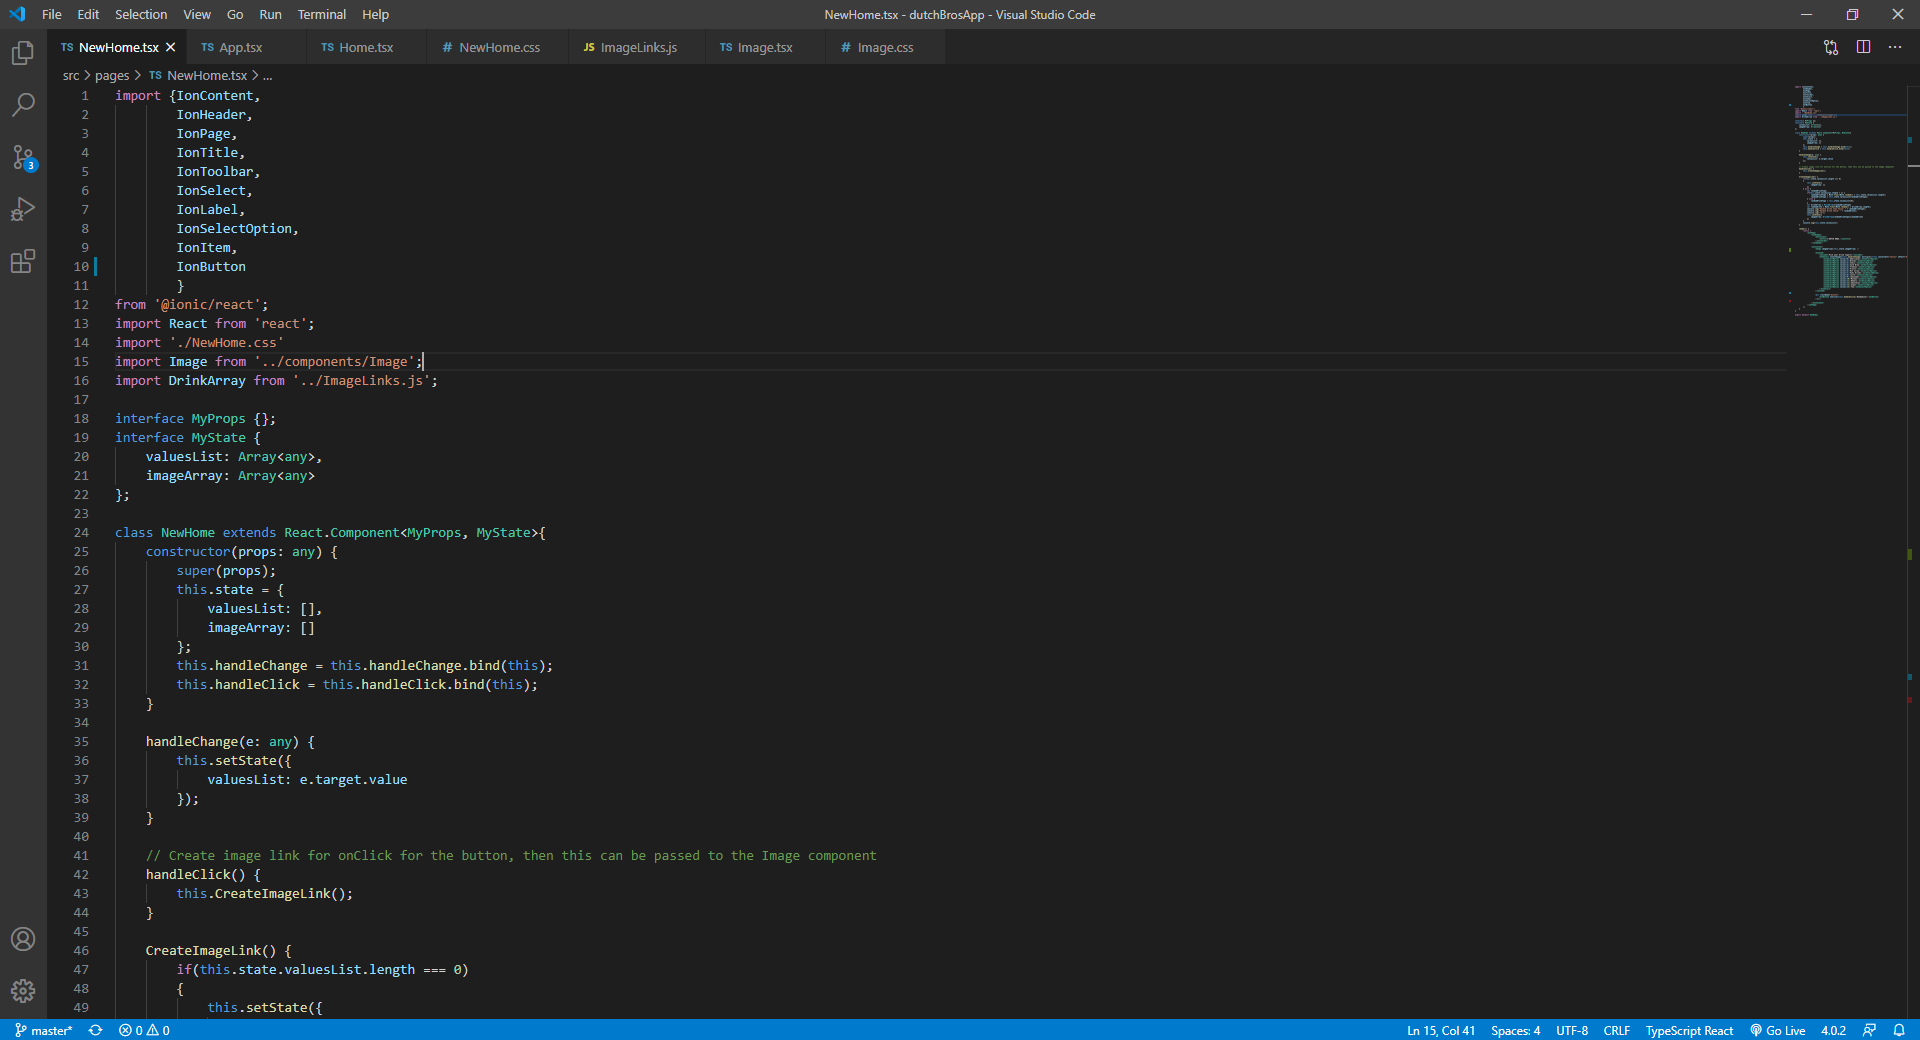 File Edit Selection View Go Run Terminal Help
NewHome.tsx - dutchBrosApp - Visual Studio Code
TS NewHome.tsx
TS App.tsx
TS Home.tsx
# NewHome.css
JS ImageLinks.js
TS Image.tsx
# Image.css
src > pages > TS NewHome.tsx > ...
3
1 import {IonContent,
2 IonHeader,
3 IonPage,
4 IonTitle,
5 IonToolbar,
6 IonSelect,
7 IonLabel,
8 IonSelectOption,
9 IonItem,
10 IonButton
11 }
12 from '@ionic/react';
13 import React from 'react';
14 import './NewHome.css'
15 import Image from '../components/Image';
16 import DrinkArray from '../ImageLinks.js';
17
18 interface MyProps {};
19 interface MyState {
20 valuesList: Array<any>,
21 imageArray: Array<any>
22 };
23
24 class NewHome extends React.Component<MyProps, MyState>{
25 constructor(props: any) {
26 super(props);
27 this.state = {
28 valuesList: [],
29 imageArray: []
30 };
31 this.handleChange = this.handleChange.bind(this);
32 this.handleClick = this.handleClick.bind(this);
33 }
34
35 handleChange(e: any) {
36 this.setState({
37 valuesList: e.target.value
38 });
39 }
40
41 // Create image link for onClick for the button, then this can be passed to the Image component
42 handleClick() {
43 this.CreateImageLink();
44 }
45
46 CreateImageLink() {
47 if(this.state.valuesList.length === 0)
48 {
49 this.setState({
master* 0 0 Ln 15, Col 41 Spaces: 4 UTF-8 CRLF TypeScript React Go Live 4.0.2